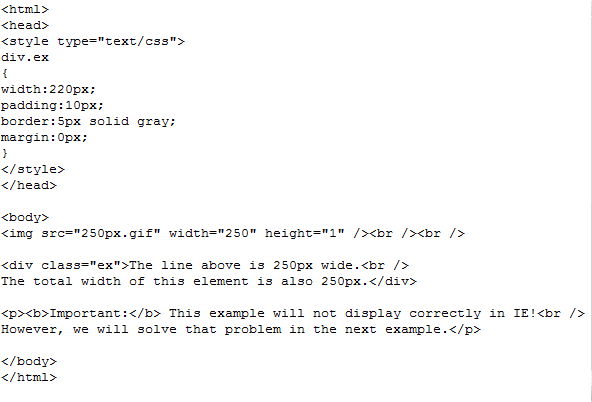 <html>
<head>
<style type="text/css">
div.ex
{
width:220px;
padding:10px;
border:5px solid gray;
margin:0px;
}
</style>
</head>

<body>
<img src="250px.gif" width="250" height="1" /><br /><br />

<div class="ex">The line above is 250px wide.<br />
The total width of this element is also 250px.</div>

<p><b>Important:</b> This example will not display correctly in IE!<br />
However, we will solve that problem in the next example.</p>

</body>
</html>